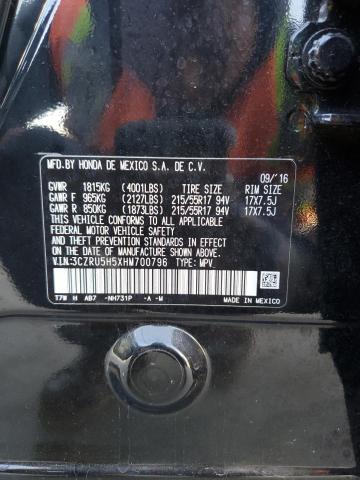 MFD.BY HONDA DE MEXICO S.A. DE C.V.
09/'16
GVWR 1815KG (4001LBS) TIRE SIZE RIM SIZE
GAWR F 965KG (2127LBS) 215/55R17 94V 17X7.5J
GAWR R 850KG (1873LBS) 215/55R17 94V 17X7.5J
THIS VEHICLE CONFORMS TO ALL APPLICABLE
FEDERAL MOTOR VEHICLE SAFETY, BUMPER, AND
THEFT PREVENTION STANDARDS IN EFFECT ON
THE DATE OF MANUFACTURE SHOWN ABOVE.
V.I.N:3CZRU5H5XHM700796 TYPE: MPV
T7W H AB7 -NH731P -A -M
MADE IN MEXICO